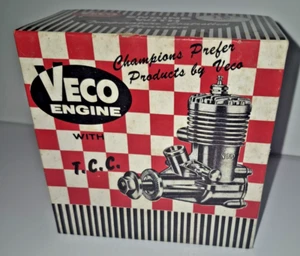 Champions Prefer
Products by Veco
VECO
ENGINE
WITH
T.C.C.